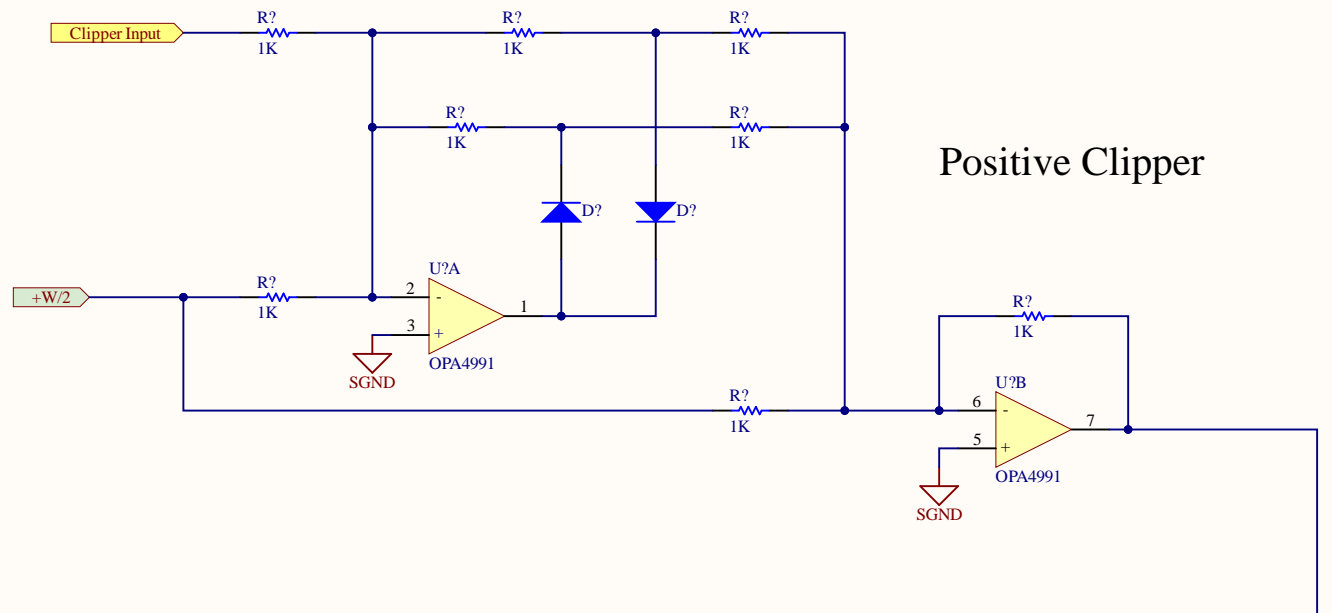 R? R? R?
Clipper Input
1K 1K 1K
R? R?
1K 1K
Positive Clipper
D? D?
U?A
R?
+W/2
2 -
1
1K
3 +
SGND
OPA4991
R?
1K
R?
1K
U?B
6 -
7
5 +
OPA4991
SGND